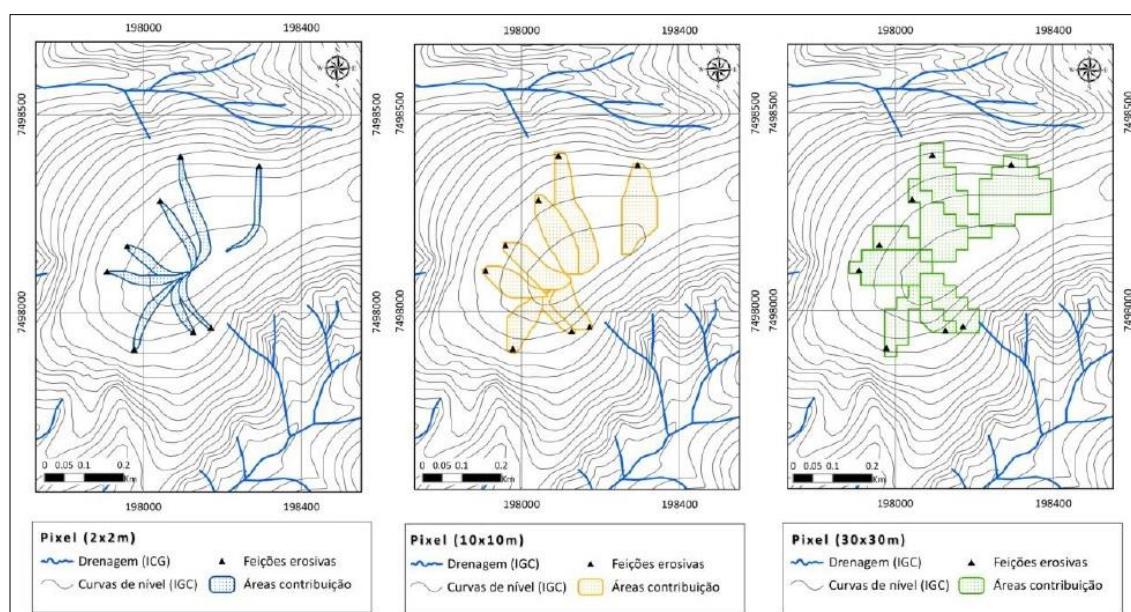 198000 198400 198000 198400 198000 198400
7498500 7498500 7498500 7498500
7498000 7498000 7498000 7498000
0 0.05 0.1 0.2 0 0.05 0.1 0.2 0 0.05 0.1 0.2
Km Km Km
198000 198400 198000 198400 198000 198400
Pixel (2x2m)
Drenagem (ICG) Feições erosivas
Curvas de nível (IGC) Áreas contribuição
Pixel (10x10m)
Drenagem (IGC) Feições erosivas
Curvas de nível (IGC) Áreas contribuição
Pixel (30x30m)
Drenagem (IGC) Feições erosivas
Curvas de nível (IGC) Áreas contribuição